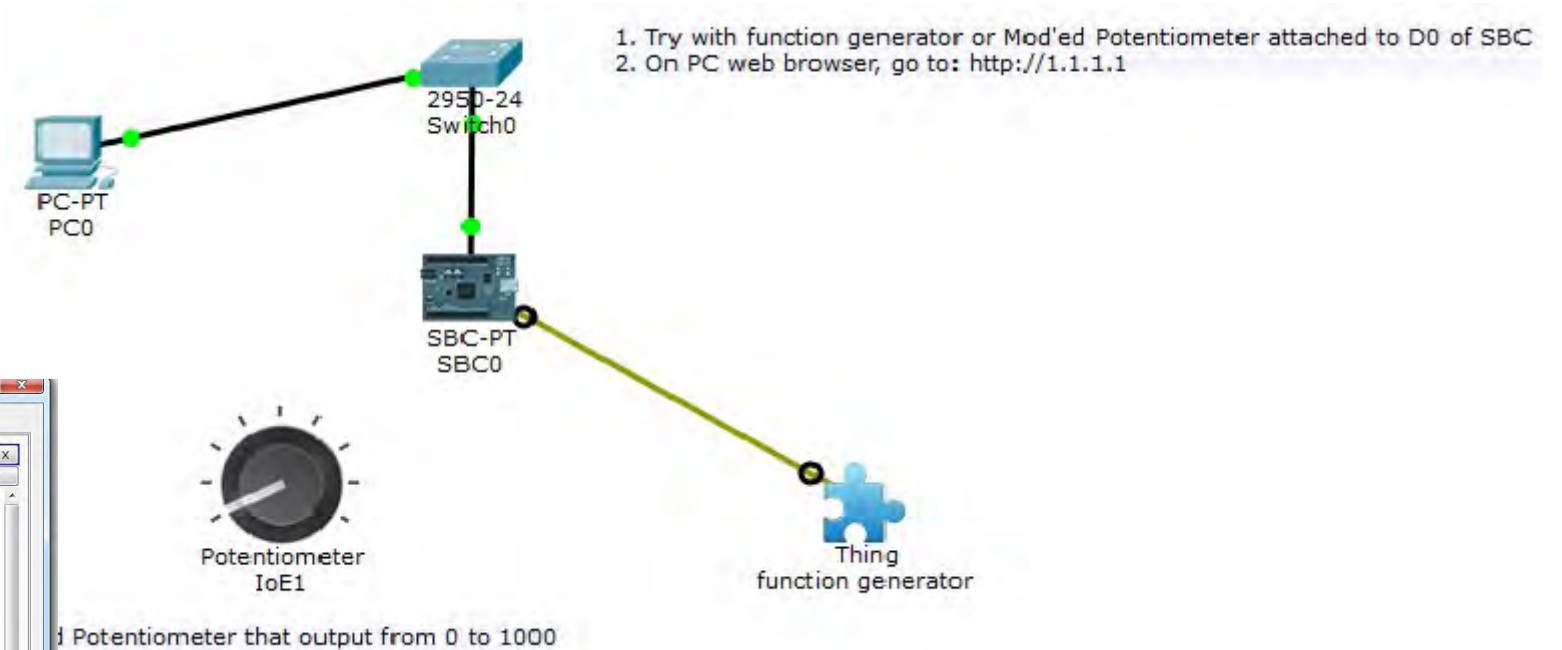 1. Try with function generator or Mod'ed Potentiometer attached to D0 of SBC
2. On PC web browser, go to: http://1.1.1.1
2950-24
Switch0
PC-PT
PC0
SBC-PT
SBC0
x
x
Potentiometer
IoE1
Thing
function generator
Potentiometer that output from 0 to 1000